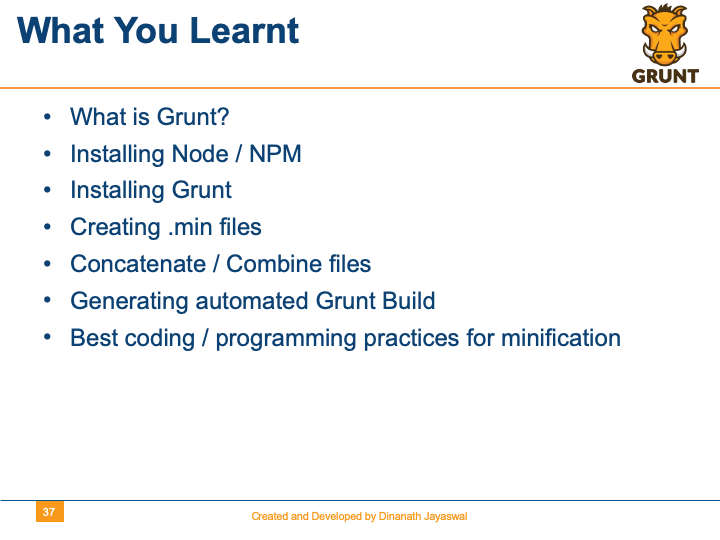 What You Learnt
GRUNT
• What is Grunt?
• Installing Node / NPM
• Installing Grunt
• Creating .min files
• Concatenate / Combine files
• Generating automated Grunt Build
• Best coding / programming practices for minification
37
Created and Developed by Dinanath Jayaswal